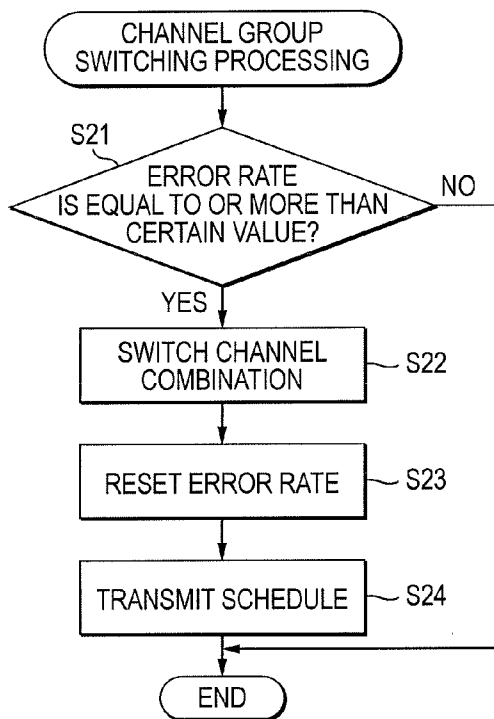 CHANNEL GROUP
SWITCHING PROCESSING
S21
ERROR RATE
IS EQUAL TO OR MORE THAN
CERTAIN VALUE?
NO
YES
SWITCH CHANNEL
COMBINATION
S22
RESET ERROR RATE
S23
TRANSMIT SCHEDULE
S24
END